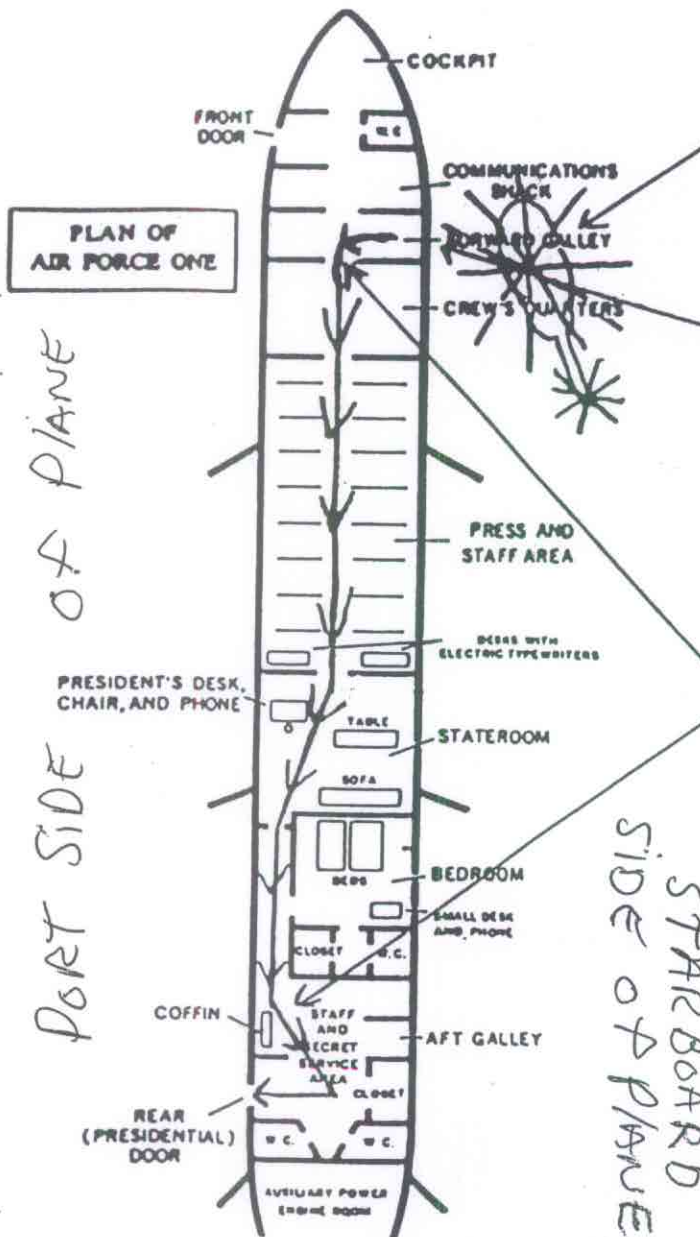 COCKPIT
FRONT
DOOR
W.C
COMMUNICATIONS
SHACK
PLAN OF
AIR FORCE ONE
FORWARD GALLEY
CREW'S QUARTERS
PORT SIDE OF PLANE
PRESS AND
STAFF AREA
DESKS WITH
ELECTRIC TYPEWRITERS
PRESIDENT'S DESK,
CHAIR, AND PHONE
TABLE
STATEROOM
SOFA
BEDS
BEDROOM
SMALL DESK
AND PHONE
CLOSET
W.C.
STARBOARD
SIDE OF PLANE
COFFIN
STAFF
AND
SECRET
SERVICE
AREA
AFT GALLEY
CLOSET
REAR
(PRESIDENTIAL)
DOOR
W.C.
W.C.
AUXILIARY POWER
ENGINE ROOM